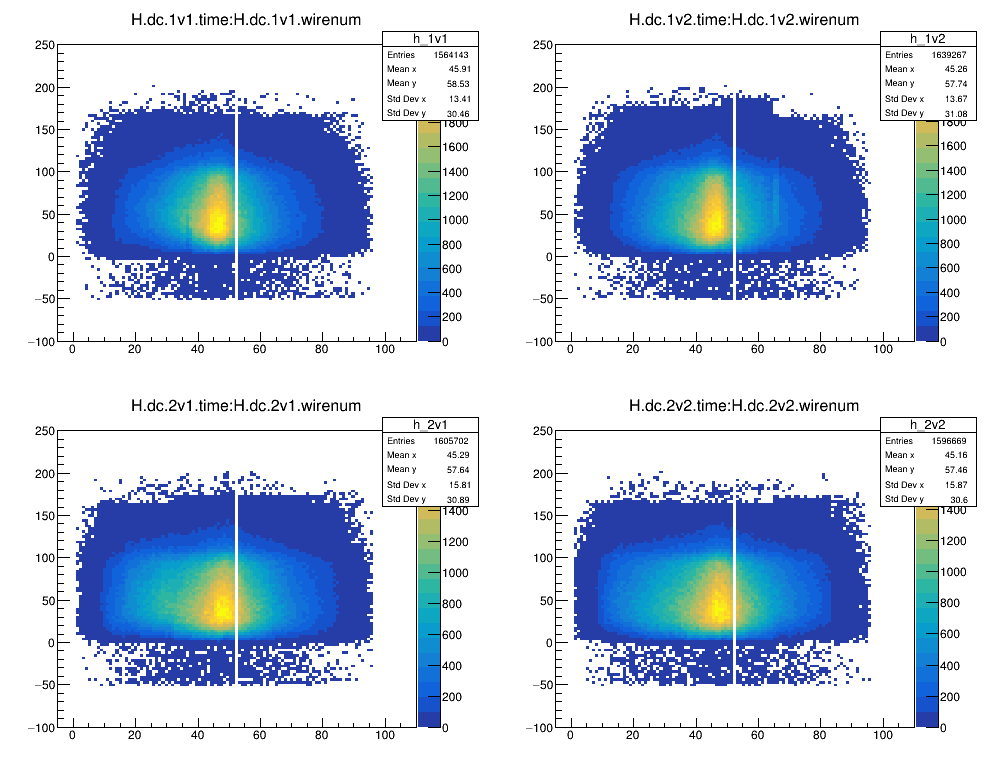 H.dc.1v1.time:H.dc.1v1.wirenum
h_1v1
Entries 1564143
Mean x 45.91
Mean y 58.53
Std Dev x 13.41
Std Dev y 30.46
250
200
150
100
50
0
−50
−100
0 20 40 60 80 100
1800
1600
1400
1200
1000
800
600
400
200
0
H.dc.1v2.time:H.dc.1v2.wirenum
h_1v2
Entries 1639267
Mean x 45.26
Mean y 57.74
Std Dev x 13.67
Std Dev y 31.08
250
200
150
100
50
0
−50
−100
0 20 40 60 80 100
1800
1600
1400
1200
1000
800
600
400
200
0
H.dc.2v1.time:H.dc.2v1.wirenum
h_2v1
Entries 1605702
Mean x 45.29
Mean y 57.64
Std Dev x 15.81
Std Dev y 30.89
250
200
150
100
50
0
−50
−100
0 20 40 60 80 100
1400
1200
1000
800
600
400
200
0
H.dc.2v2.time:H.dc.2v2.wirenum
h_2v2
Entries 1596669
Mean x 45.16
Mean y 57.46
Std Dev x 15.87
Std Dev y 30.6
250
200
150
100
50
0
−50
−100
0 20 40 60 80 100
1400
1200
1000
800
600
400
200
0